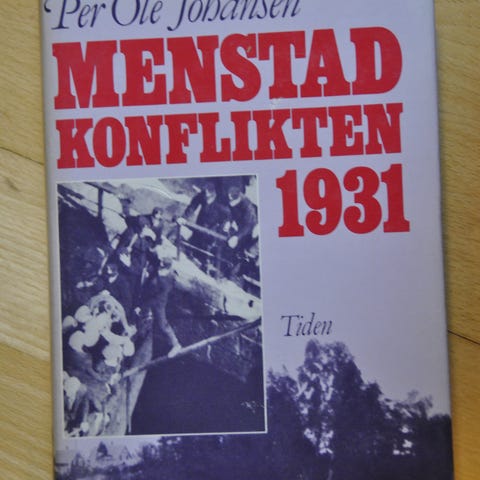 Per Ole Johansen
MENSTAD
KONFLIKTEN
1931
Tiden